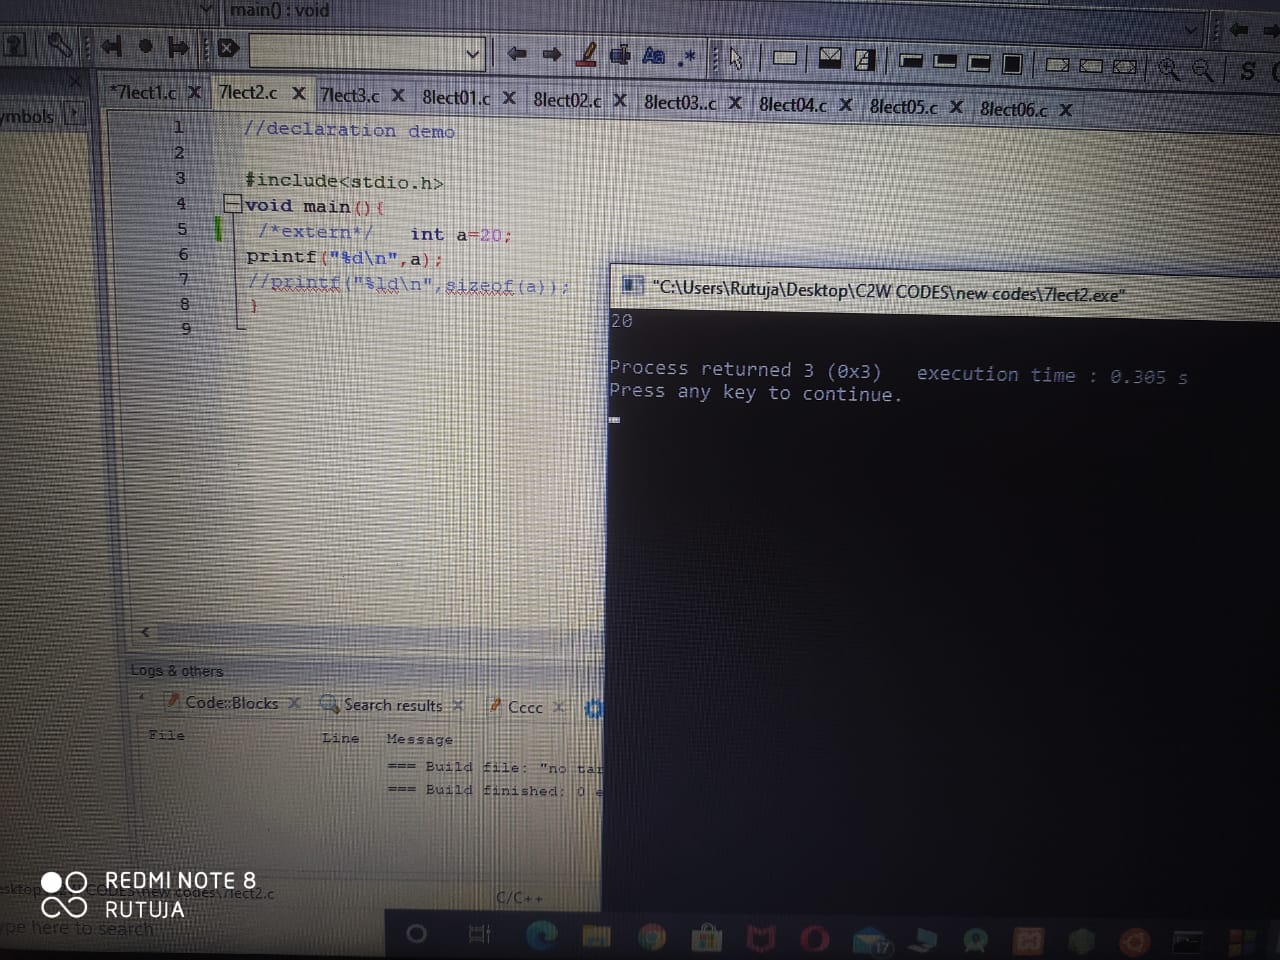 main() : void
*7lect1.c X 7lect2.c X 7lect3.c X 8lect01.c X 8lect02.c X 8lect03..c X 8lect04.c X 8lect05.c X 8lect06.c X
ymbols
1 //declaration demo
2
3 #include<stdio.h>
4 void main(){
5 /*extern*/ int a=20;
6 printf("%d\n",a);
7 //printf("%ld\n",sizeof(a));
8 }
9
"C:\Users\Rutuja\Desktop\C2W CODES\new codes\7lect2.exe"
20
Process returned 3 (0x3) execution time : 0.305 s
Press any key to continue.
Logs & others
Code::Blocks X Search results X Cccc X
File Line Message
=== Build file: "no tar
=== Build finished: 0 e
REDMI NOTE 8
RUTUJA
CODES\new codes\7lect2.c
C/C++
pe here to search
17